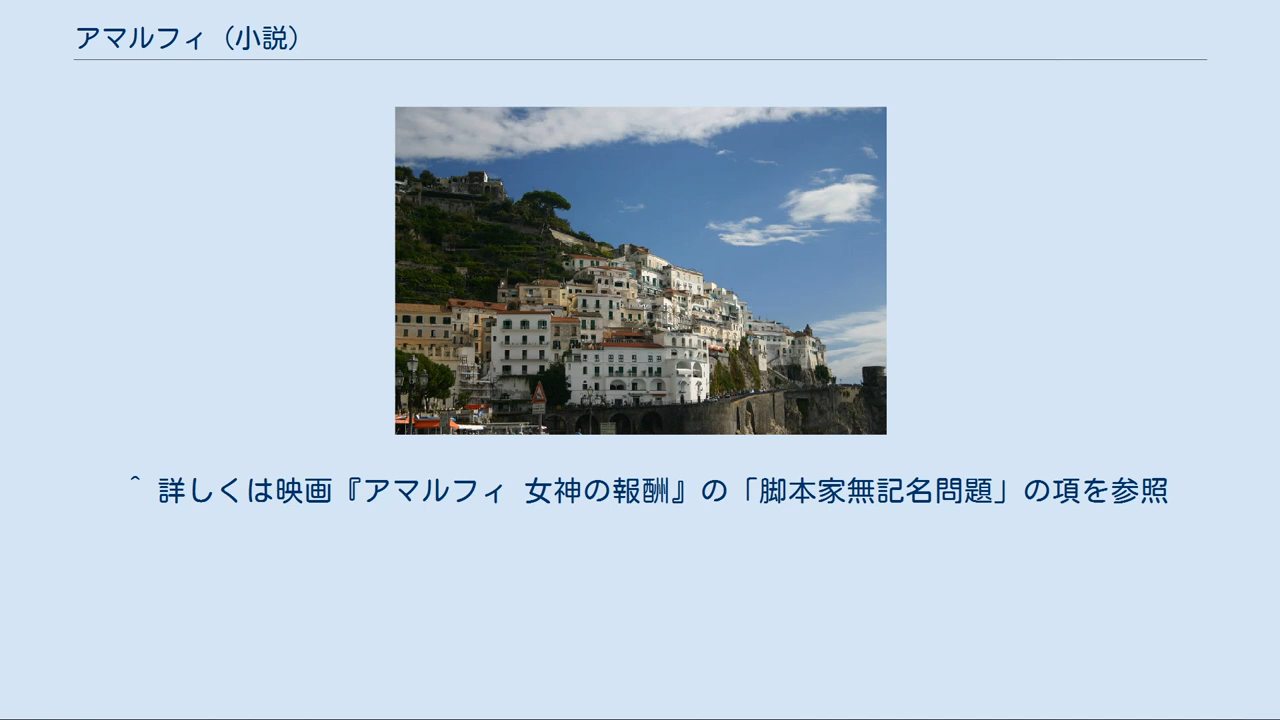 アマルフィ（小説）
^ 詳しくは映画『アマルフィ 女神の報酬』の「脚本家無記名問題」の項を参照